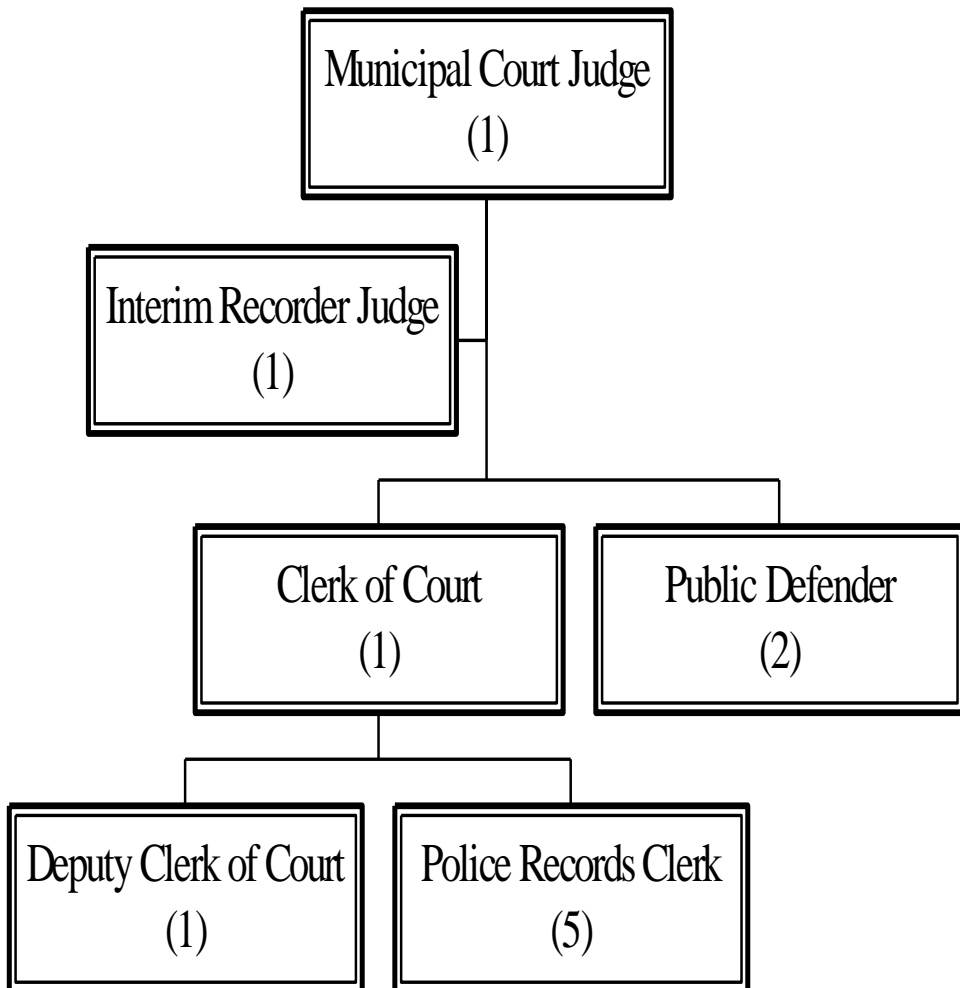 Municipal Court Judge
(1)
Interim Recorder Judge
(1)
Clerk of Court
(1)
Public Defender
(2)
Deputy Clerk of Court
(1)
Police Records Clerk
(5)